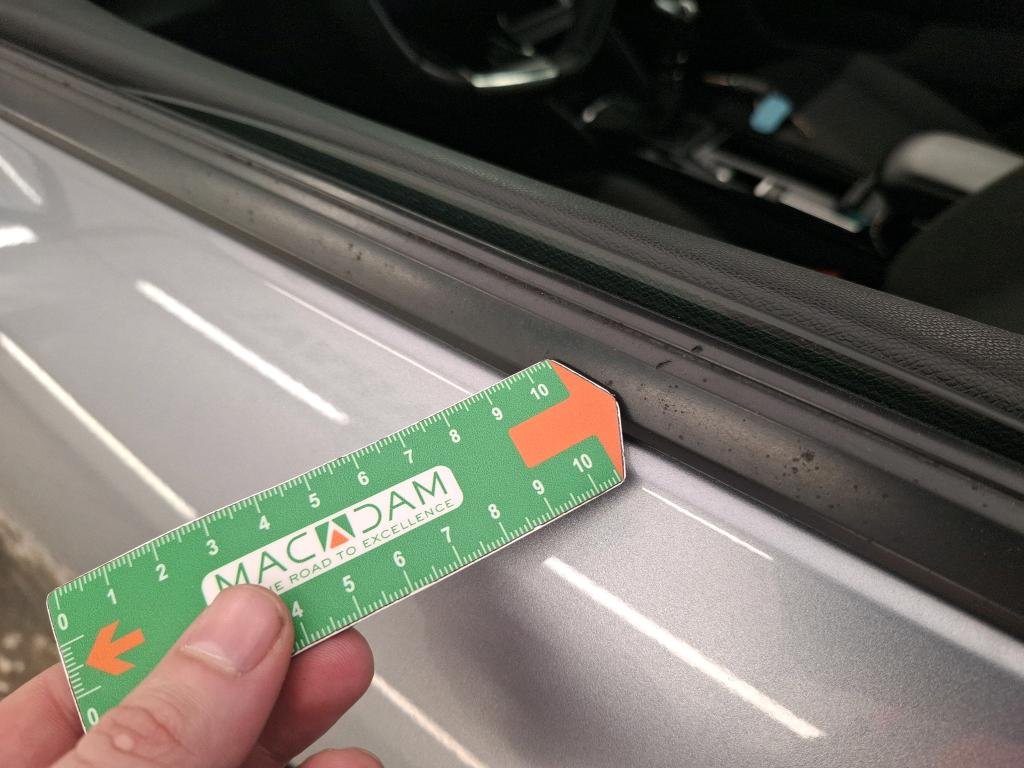 0 1 2 3 4 5 6 7 8 9 10
MACADAM
THE ROAD TO EXCELLENCE
0 4 5 6 7 8 9 10